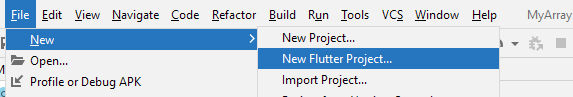 File Edit View Navigate Code Refactor Build Run Tools VCS Window Help MyArray
New New Project...
Open... New Flutter Project...
Profile or Debug APK Import Project...